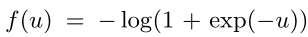 f(u) = − log(1 + exp(−u))